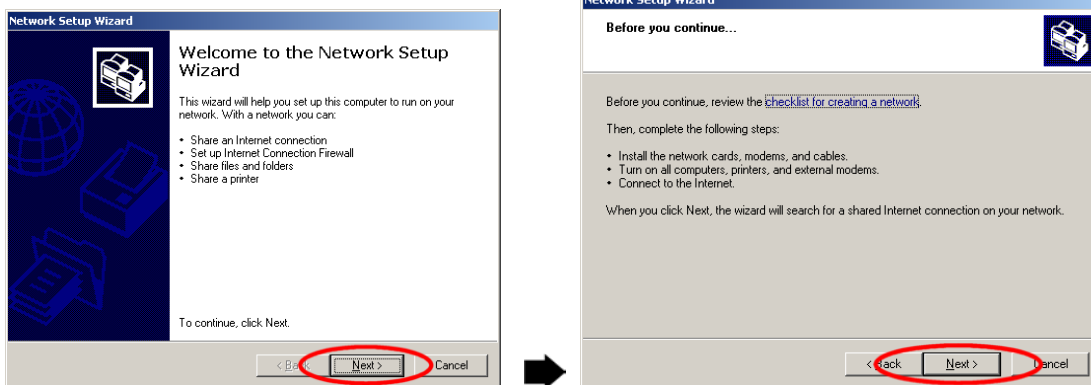 Network Setup Wizard
Welcome to the Network Setup
Wizard
This wizard will help you set up this computer to run on your
network. With a network you can:
• Share an Internet connection
• Set up Internet Connection Firewall
• Share files and folders
• Share a printer
To continue, click Next.
< Back
Next >
Cancel
Network Setup Wizard
Before you continue...
Before you continue, review the checklist for creating a network.
Then, complete the following steps:
• Install the network cards, modems, and cables.
• Turn on all computers, printers, and external modems.
• Connect to the Internet.
When you click Next, the wizard will search for a shared Internet connection on your network.
< Back
Next >
Cancel